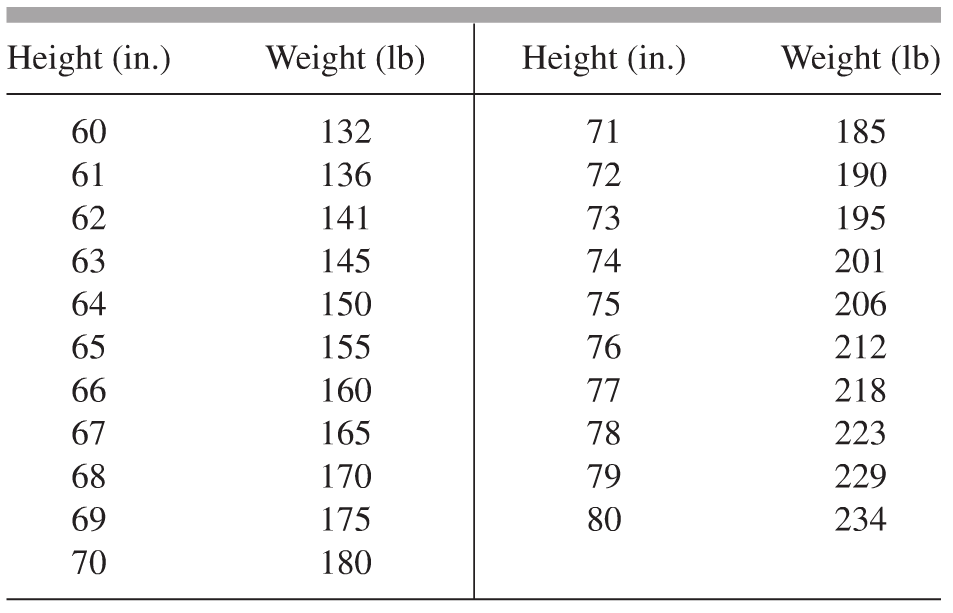 Height (in.) Weight (lb) Height (in.) Weight (lb)
60 132 71 185
61 136 72 190
62 141 73 195
63 145 74 201
64 150 75 206
65 155 76 212
66 160 77 218
67 165 78 223
68 170 79 229
69 175 80 234
70 180